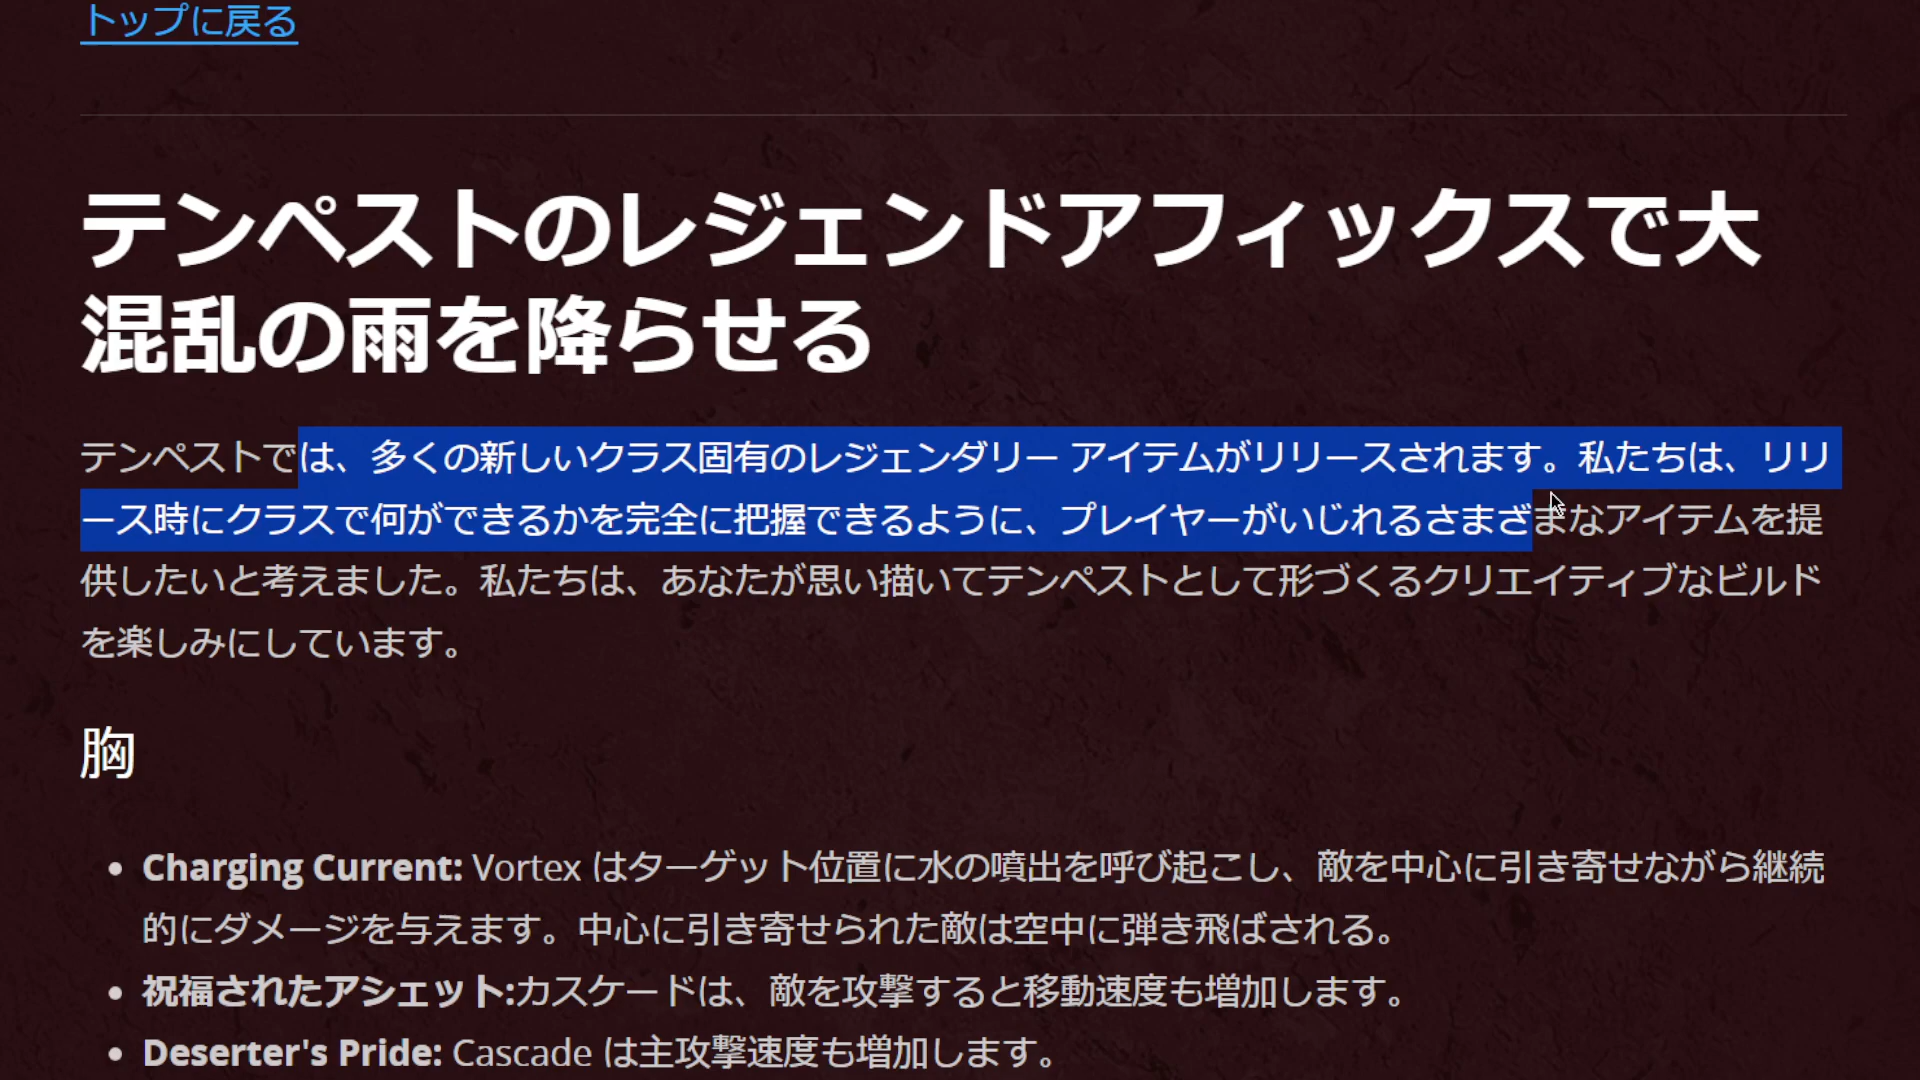 トップに戻る
テンペストのレジェンドアフィックスで大
混乱の雨を降らせる
テンペストでは、多くの新しいクラス固有のレジェンダリー アイテムがリリースされます。私たちは、リリ
ース時にクラスで何ができるかを完全に把握できるように、プレイヤーがいじれるさまざまなアイテムを提
供したいと考えました。私たちは、あなたが思い描いてテンペストとして形づくるクリエイティブなビルド
を楽しみにしています。
胸
• Charging Current: Vortex はターゲット位置に水の噴出を呼び起こし、敵を中心に引き寄せながら継続
的にダメージを与えます。中心に引き寄せられた敵は空中に弾き飛ばされる。
• 祝福されたアシェット:カスケードは、敵を攻撃すると移動速度も増加します。
• Deserter's Pride: Cascade は主攻撃速度も増加します。